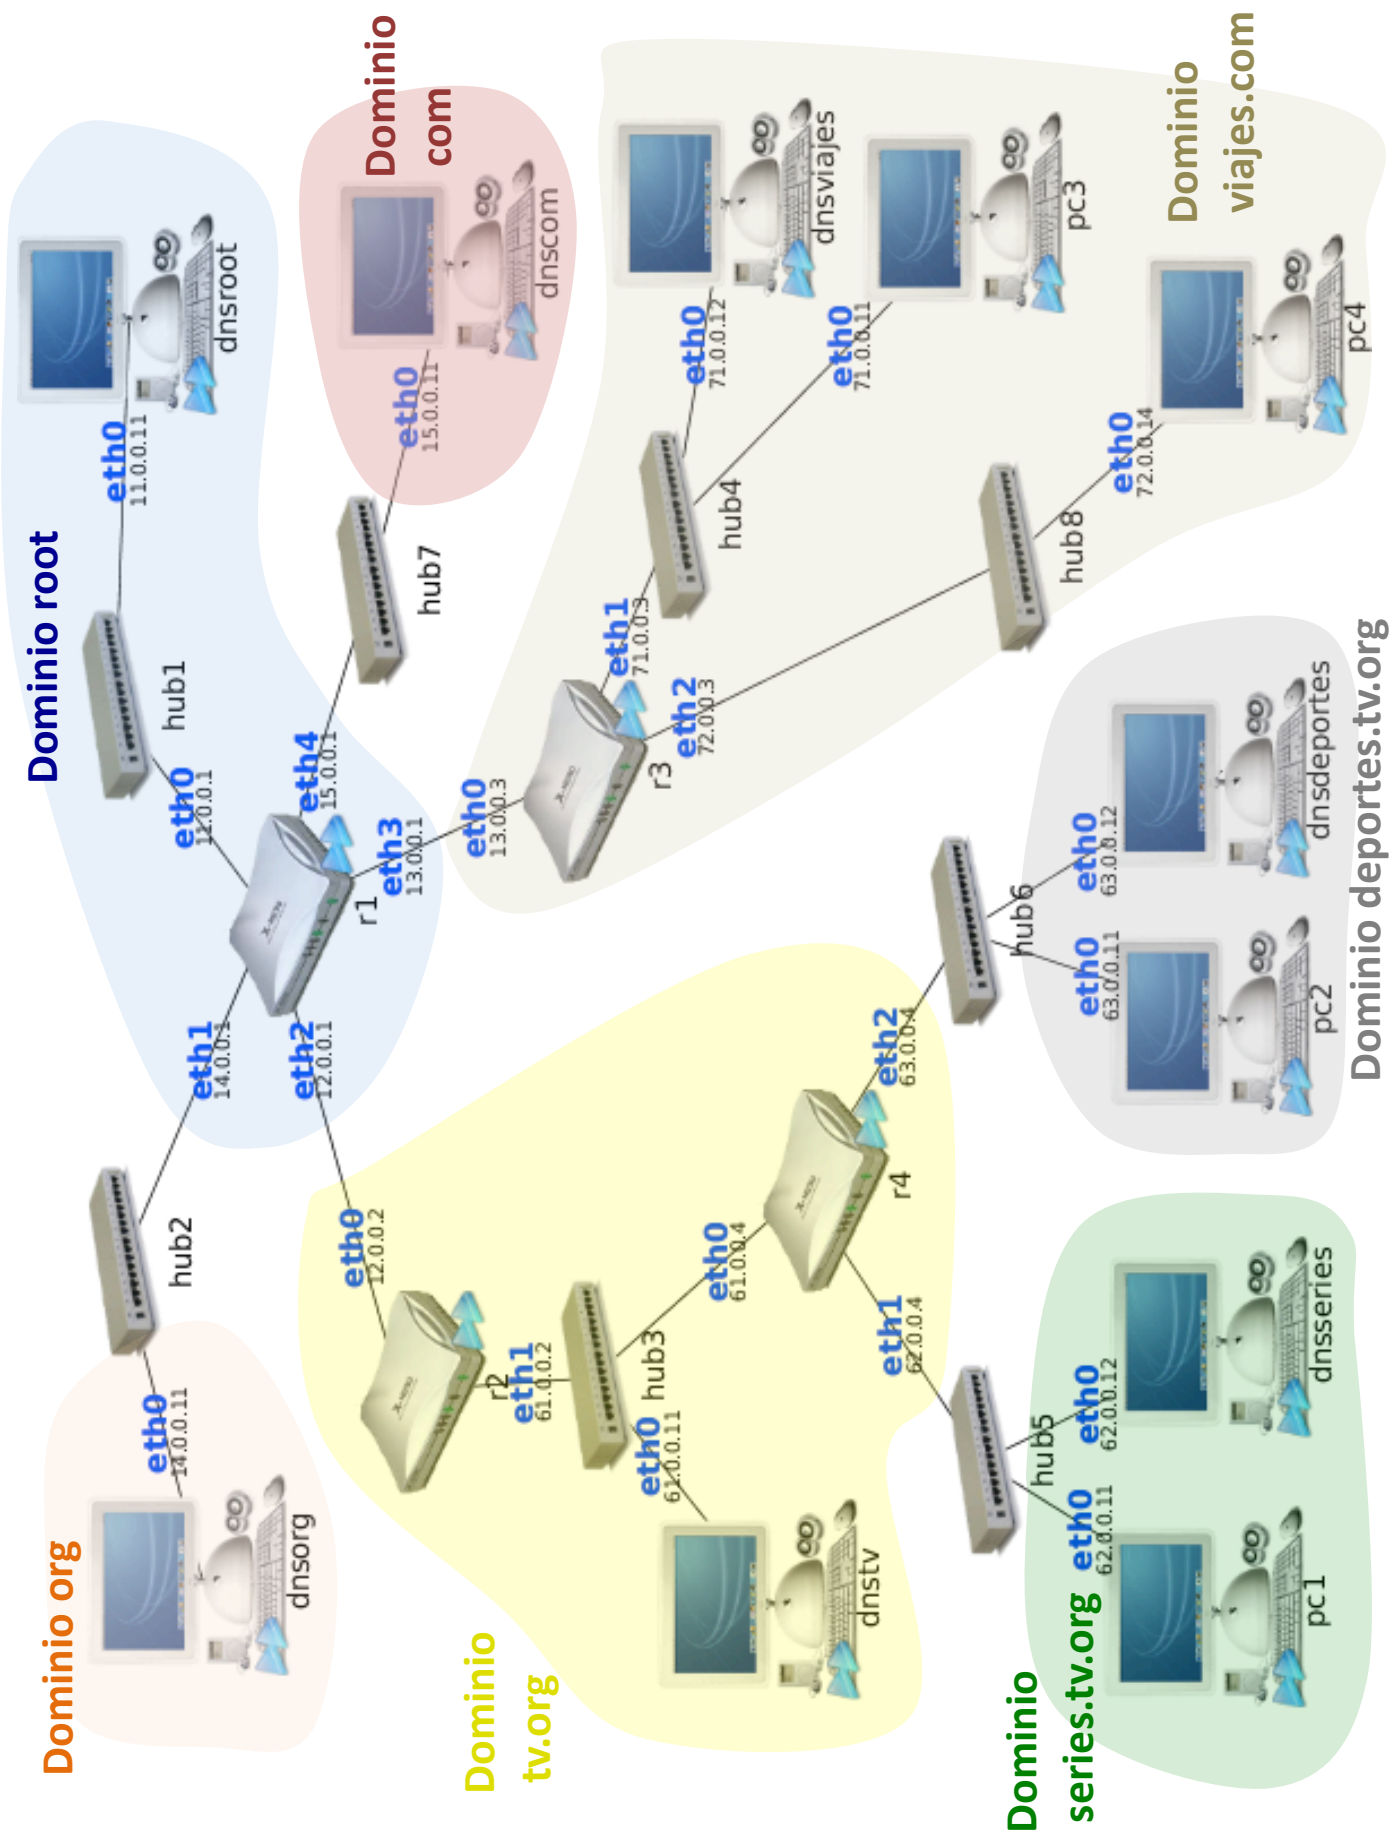 Dominio root
dnsroot
eth0
11.0.0.11
hub1
eth0
11.0.0.1
Dominio
com
dnscom
eth0
15.0.0.11
hub7
eth4
15.0.0.1
r1
eth3
13.0.0.1
eth1
14.0.0.1
eth2
12.0.0.1
hub2
Dominio org
eth0
14.0.0.11
dnsorg
Dominio
viajes.com
dnsviajes
eth0
71.0.0.12
pc3
eth0
71.0.0.11
hub4
pc4
eth0
72.0.0.14
hub8
eth1
71.0.0.3
eth2
72.0.0.3
r3
eth0
13.0.0.3
Dominio
tv.org
eth0
12.0.0.2
r2
eth1
61.0.0.2
hub3
eth0
61.0.0.11
dnstv
eth0
61.0.0.4
r4
eth2
63.0.0.4
eth1
62.0.0.4
hub6
eth0
63.0.0.12
dnsdeportes
eth0
63.0.0.11
pc2
Dominio deportes.tv.org
hub5
eth0
62.0.0.12
dnsseries
eth0
62.0.0.11
pc1
Dominio
series.tv.org